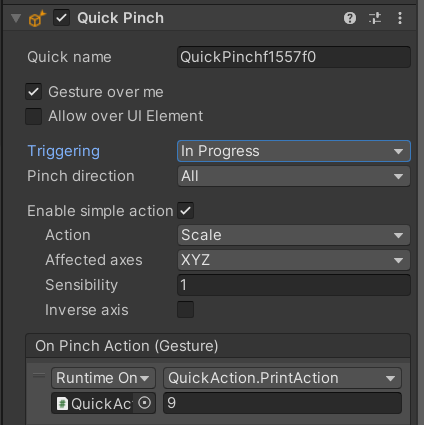 Quick Pinch
Quick name QuickPinchf1557f0
Gesture over me
Allow over UI Element
Triggering In Progress
Pinch direction All
Enable simple action
Action Scale
Affected axes XYZ
Sensibility 1
Inverse axis
On Pinch Action (Gesture)
Runtime On QuickAction.PrintAction
QuickAct 9